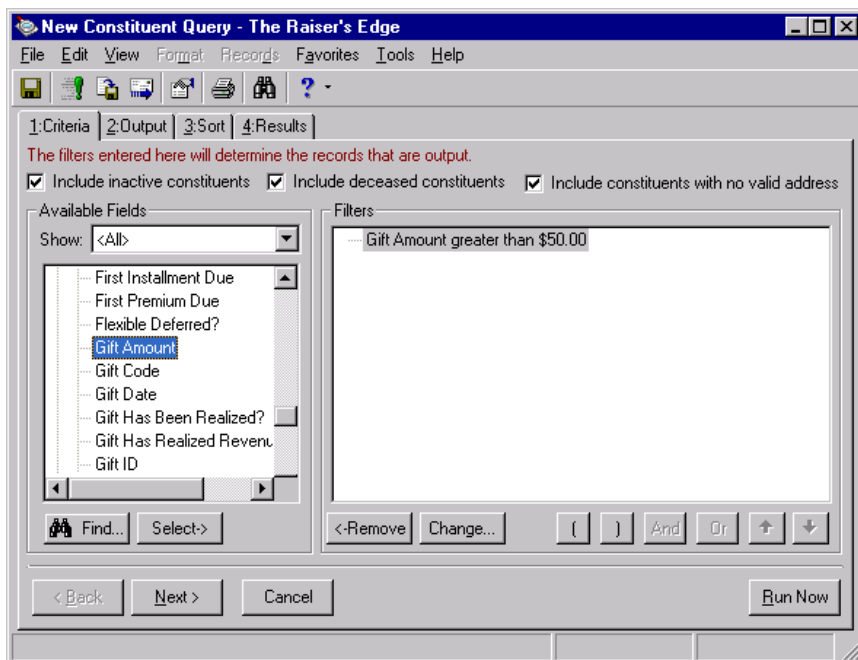 New Constituent Query - The Raiser's Edge
File Edit View Format Records Favorites Tools Help
?
1:Criteria 2:Output 3:Sort 4:Results
The filters entered here will determine the records that are output.
Include inactive constituents Include deceased constituents Include constituents with no valid address
Available Fields
Show: <All>
First Installment Due
First Premium Due
Flexible Deferred?
Gift Amount
Gift Code
Gift Date
Gift Has Been Realized?
Gift Has Realized Revenu
Gift ID
Find... Select->
Filters
Gift Amount greater than $50.00
<-Remove Change... ( ) And Or
< Back Next > Cancel Run Now